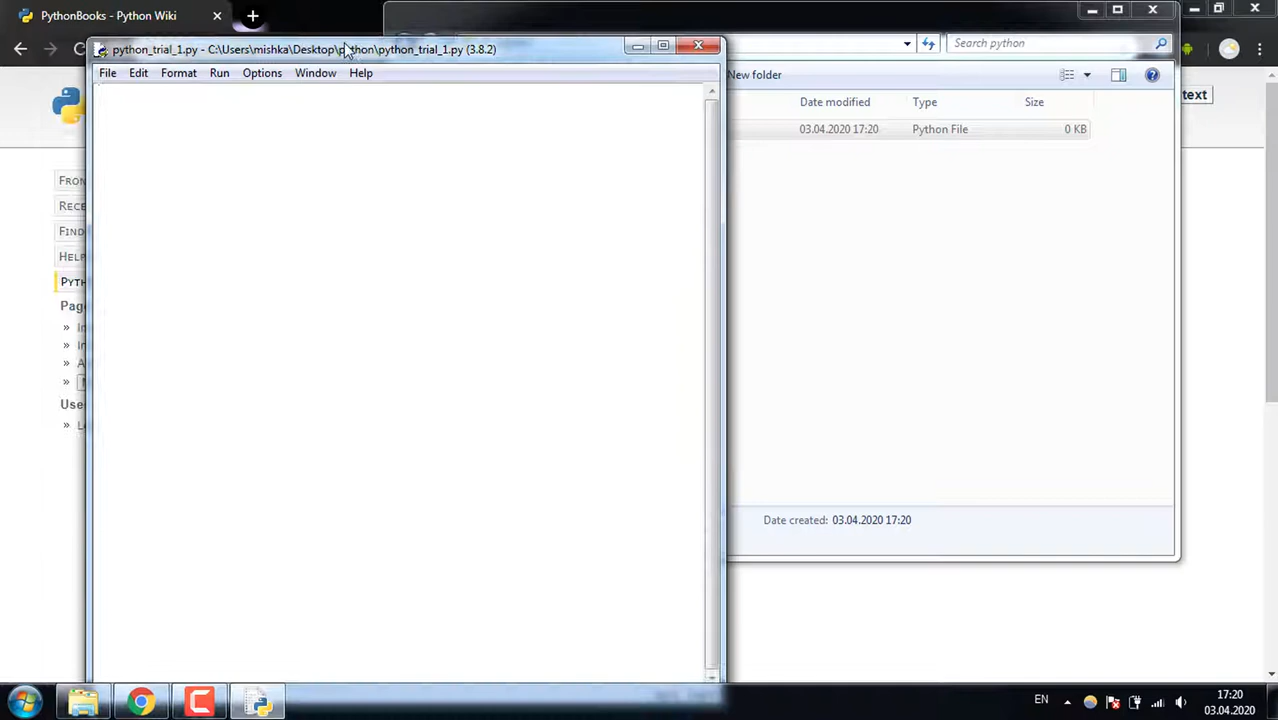 PythonBooks - Python Wiki
python_trial_1.py - C:\Users\mishka\Desktop\python\python_trial_1.py (3.8.2)
File Edit Format Run Options Window Help
Search python
New folder
text
Date modified Type Size
03.04.2020 17:20 Python File 0 KB
Date created: 03.04.2020 17:20
EN
17:20
03.04.2020